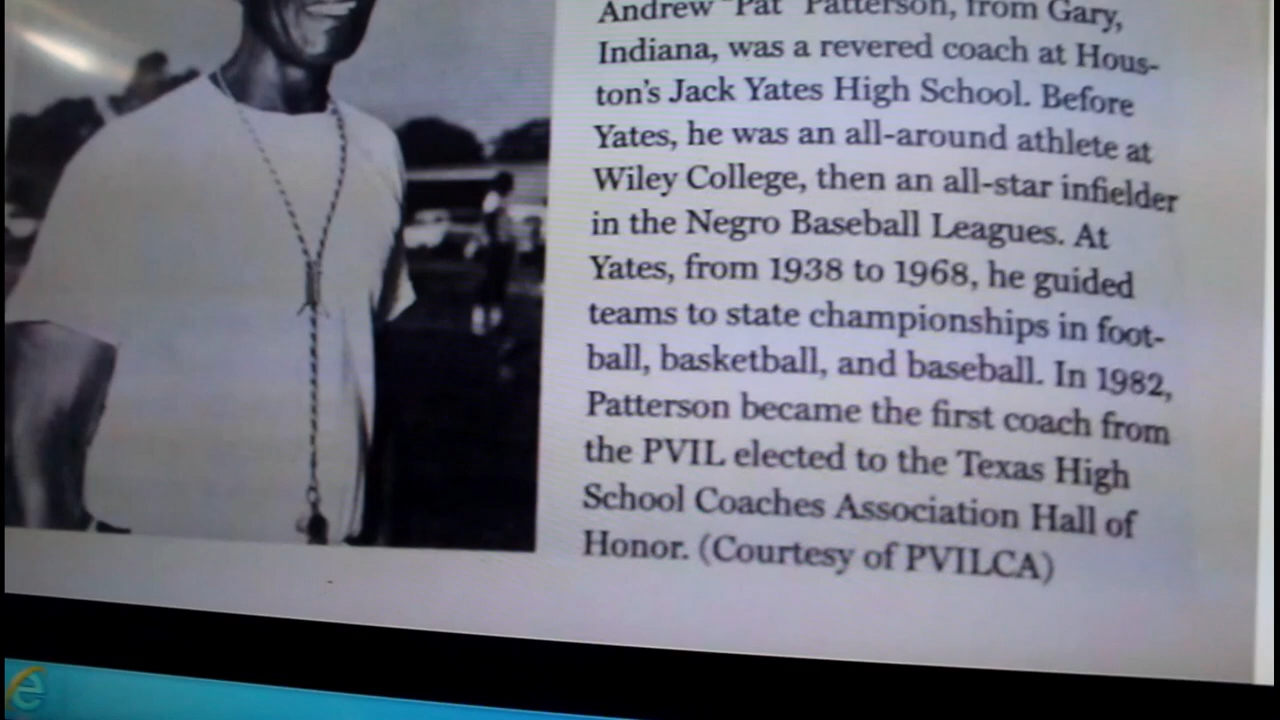 Andrew "Pat" Patterson, from Gary,
Indiana, was a revered coach at Hous-
ton's Jack Yates High School. Before
Yates, he was an all-around athlete at
Wiley College, then an all-star infielder
in the Negro Baseball Leagues. At
Yates, from 1938 to 1968, he guided
teams to state championships in foot-
ball, basketball, and baseball. In 1982,
Patterson became the first coach from
the PVIL elected to the Texas High
School Coaches Association Hall of
Honor. (Courtesy of PVILCA)